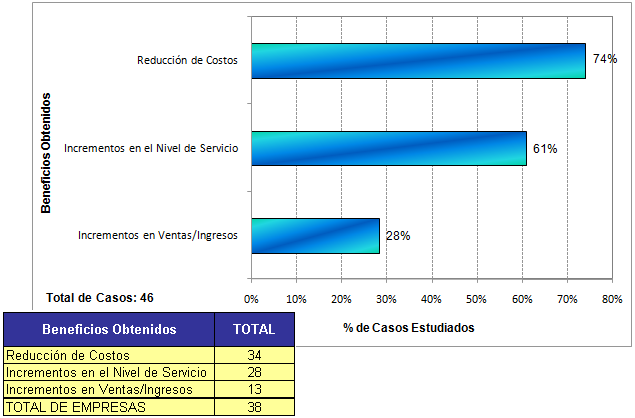 Beneficios Obtenidos
Reducción de Costos
74%
Incrementos en el Nivel de Servicio
61%
Incrementos en Ventas/Ingresos
28%
Total de Casos: 46
0% 10% 20% 30% 40% 50% 60% 70% 80%
% de Casos Estudiados
Beneficios Obtenidos TOTAL
Reducción de Costos 34
Incrementos en el Nivel de Servicio 28
Incrementos en Ventas/Ingresos 13
TOTAL DE EMPRESAS 38